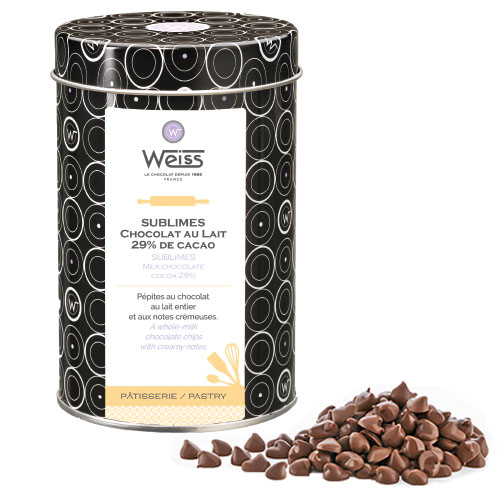 W
Weiss
LE CHOCOLAT DEPUIS 1882
FRANCE
SUBLIMES
CHOCOLAT AU LAIT
29% DE CACAO
SUBLIMES
MILK CHOCOLATE
COCOA 29%
Pépites au chocolat
au lait entier
et aux notes crémeuses.
A whole-milk
chocolate chips
with creamy notes.
PÂTISSERIE / PASTRY